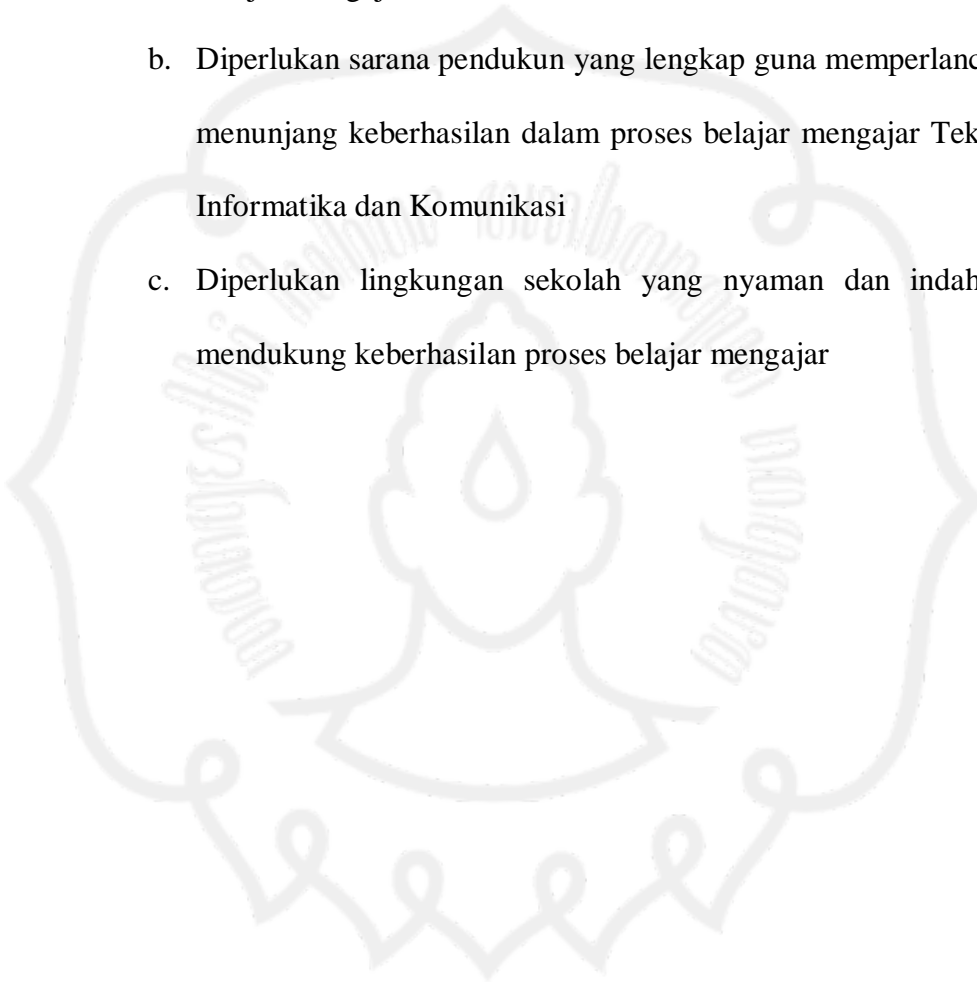 b. Diperlukan sarana pendukun yang lengkap guna memperlanc
menunjang keberhasilan dalam proses belajar mengajar Tek
Informatika dan Komunikasi
c. Diperlukan lingkungan sekolah yang nyaman dan indah
mendukung keberhasilan proses belajar mengajar